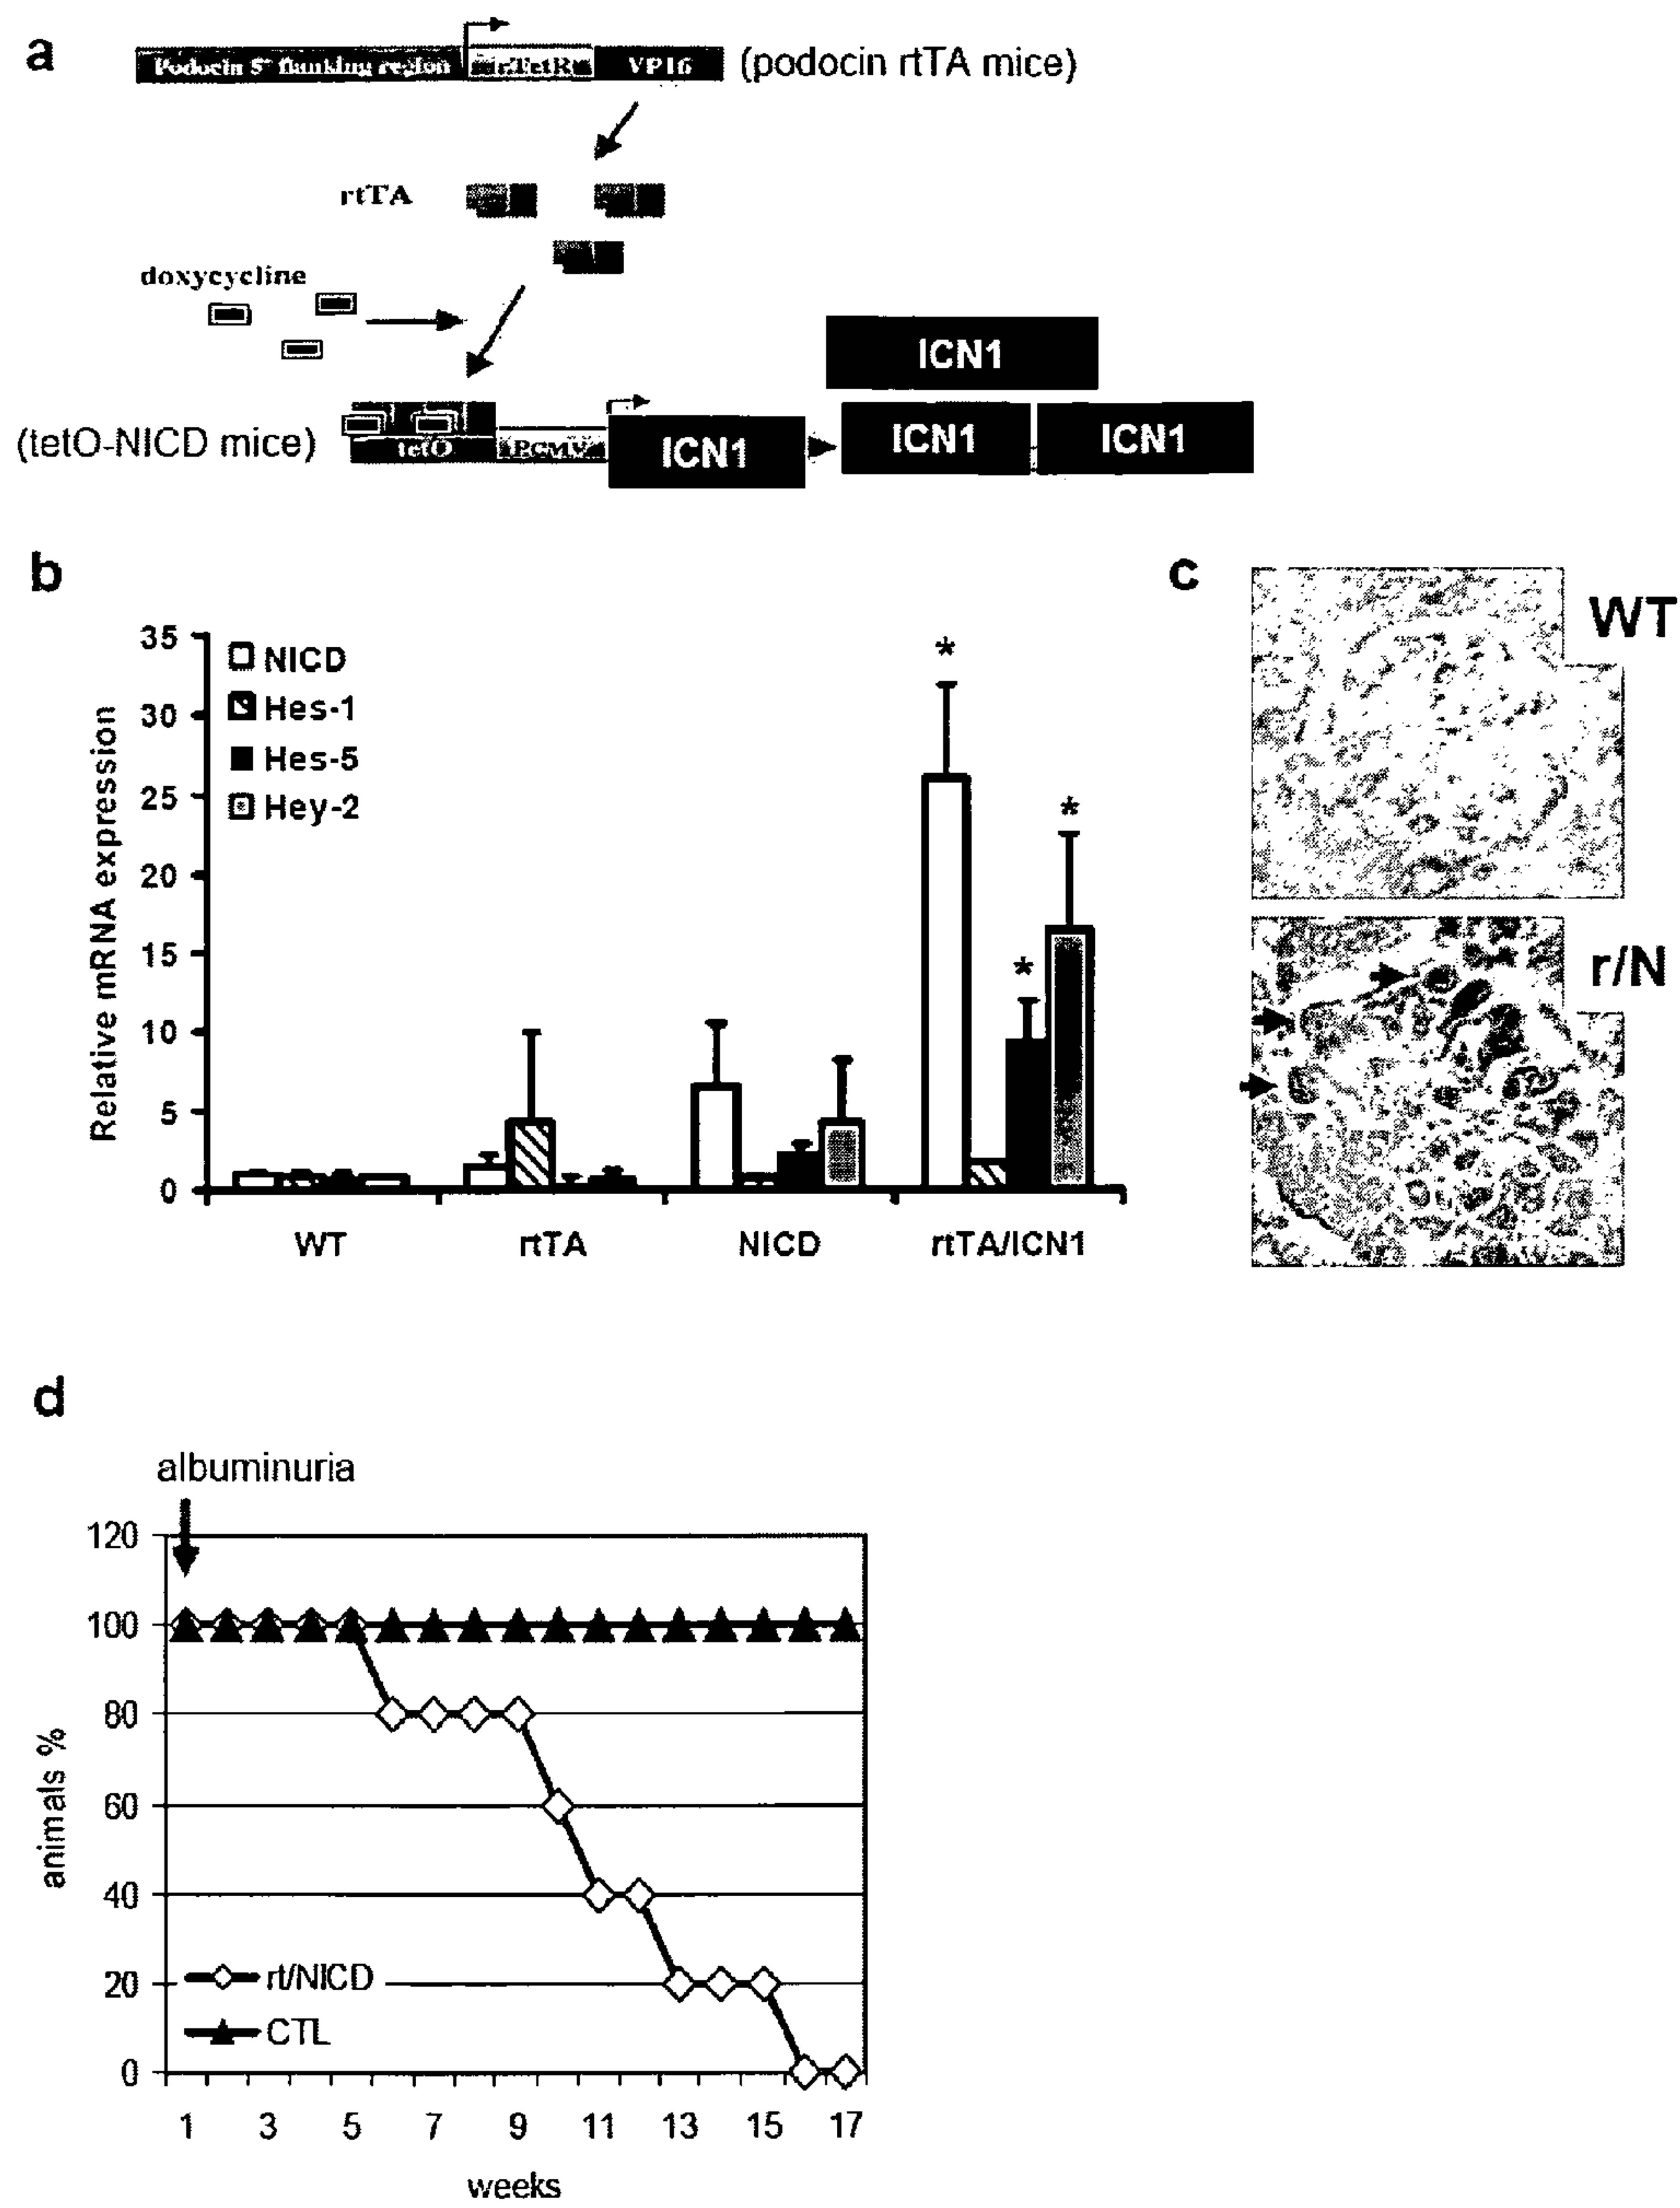 a
Podocin 5' flanking region rTetR VP16 (podocin rtTA mice)
rtTA
doxycycline
ICN1
(tetO-NICD mice) tetO PCMV ICN1 ICN1 ICN1
b
35
30
25
20
15
10
5
0
Relative mRNA expression
NICD
Hes-1
Hes-5
Hey-2
*
*
*
WT rtTA NICD rtTA/ICN1
c
WT
r/N
d
albuminuria
120
100
80
60
40
20
0
animals %
rt/NICD
CTL
1 3 5 7 9 11 13 15 17
weeks